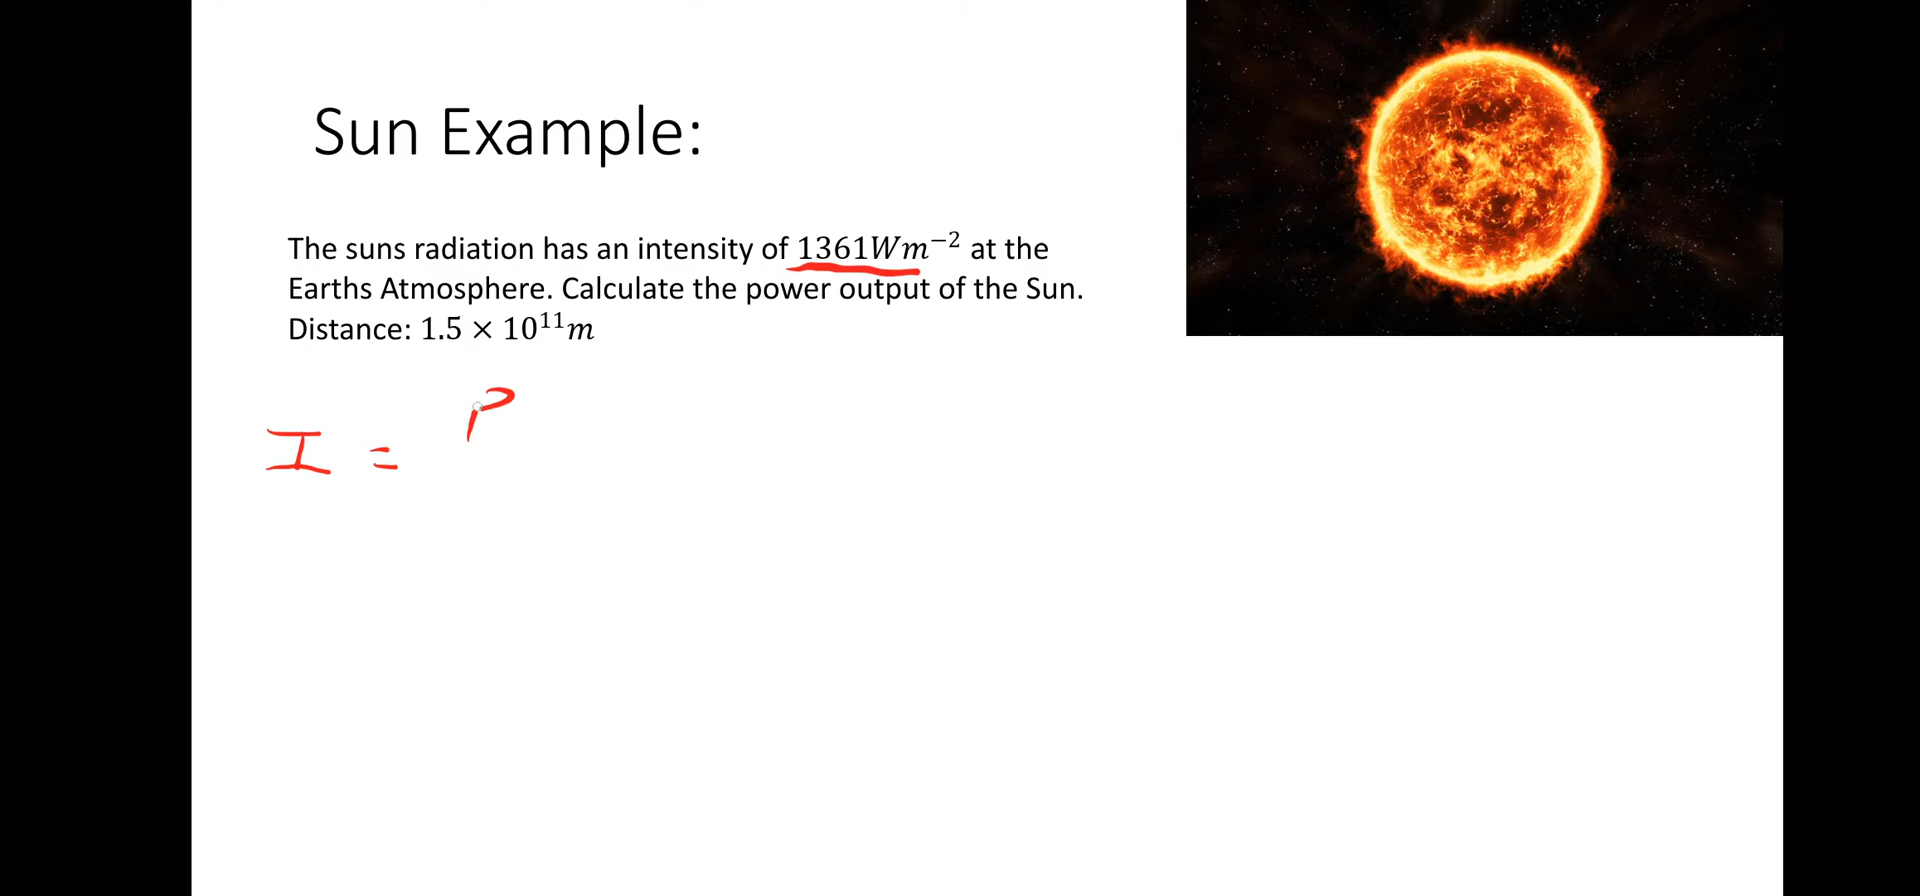 Sun Example:
The suns radiation has an intensity of 1361Wm⁻² at the
Earths Atmosphere. Calculate the power output of the Sun.
Distance: 1.5 × 10¹¹m
I = P